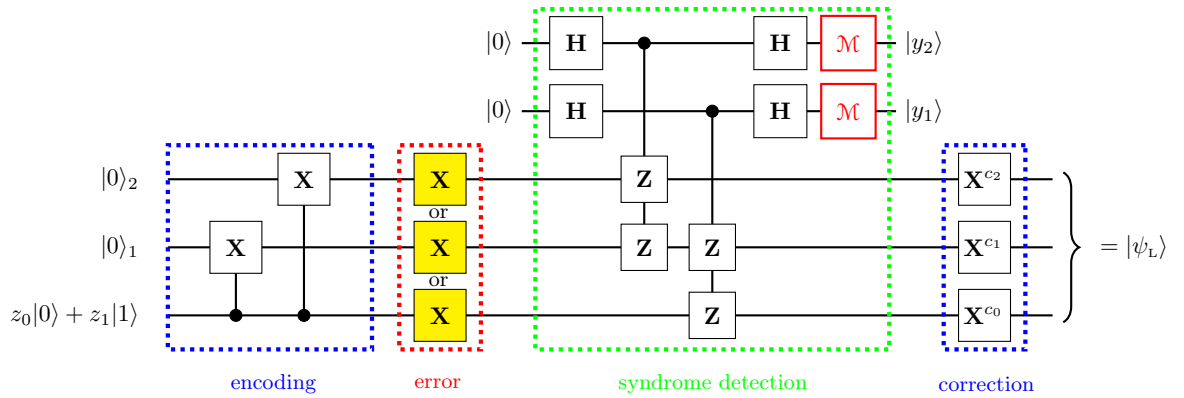 |0⟩ H H ℳ |y₂⟩
|0⟩ H H ℳ |y₁⟩
|0⟩₂ X X Z X^{c₂}
or
|0⟩₁ X X Z Z X^{c₁} = |ψ_L⟩
or
z₀|0⟩ + z₁|1⟩ X Z X^{c₀}
encoding error syndrome detection correction